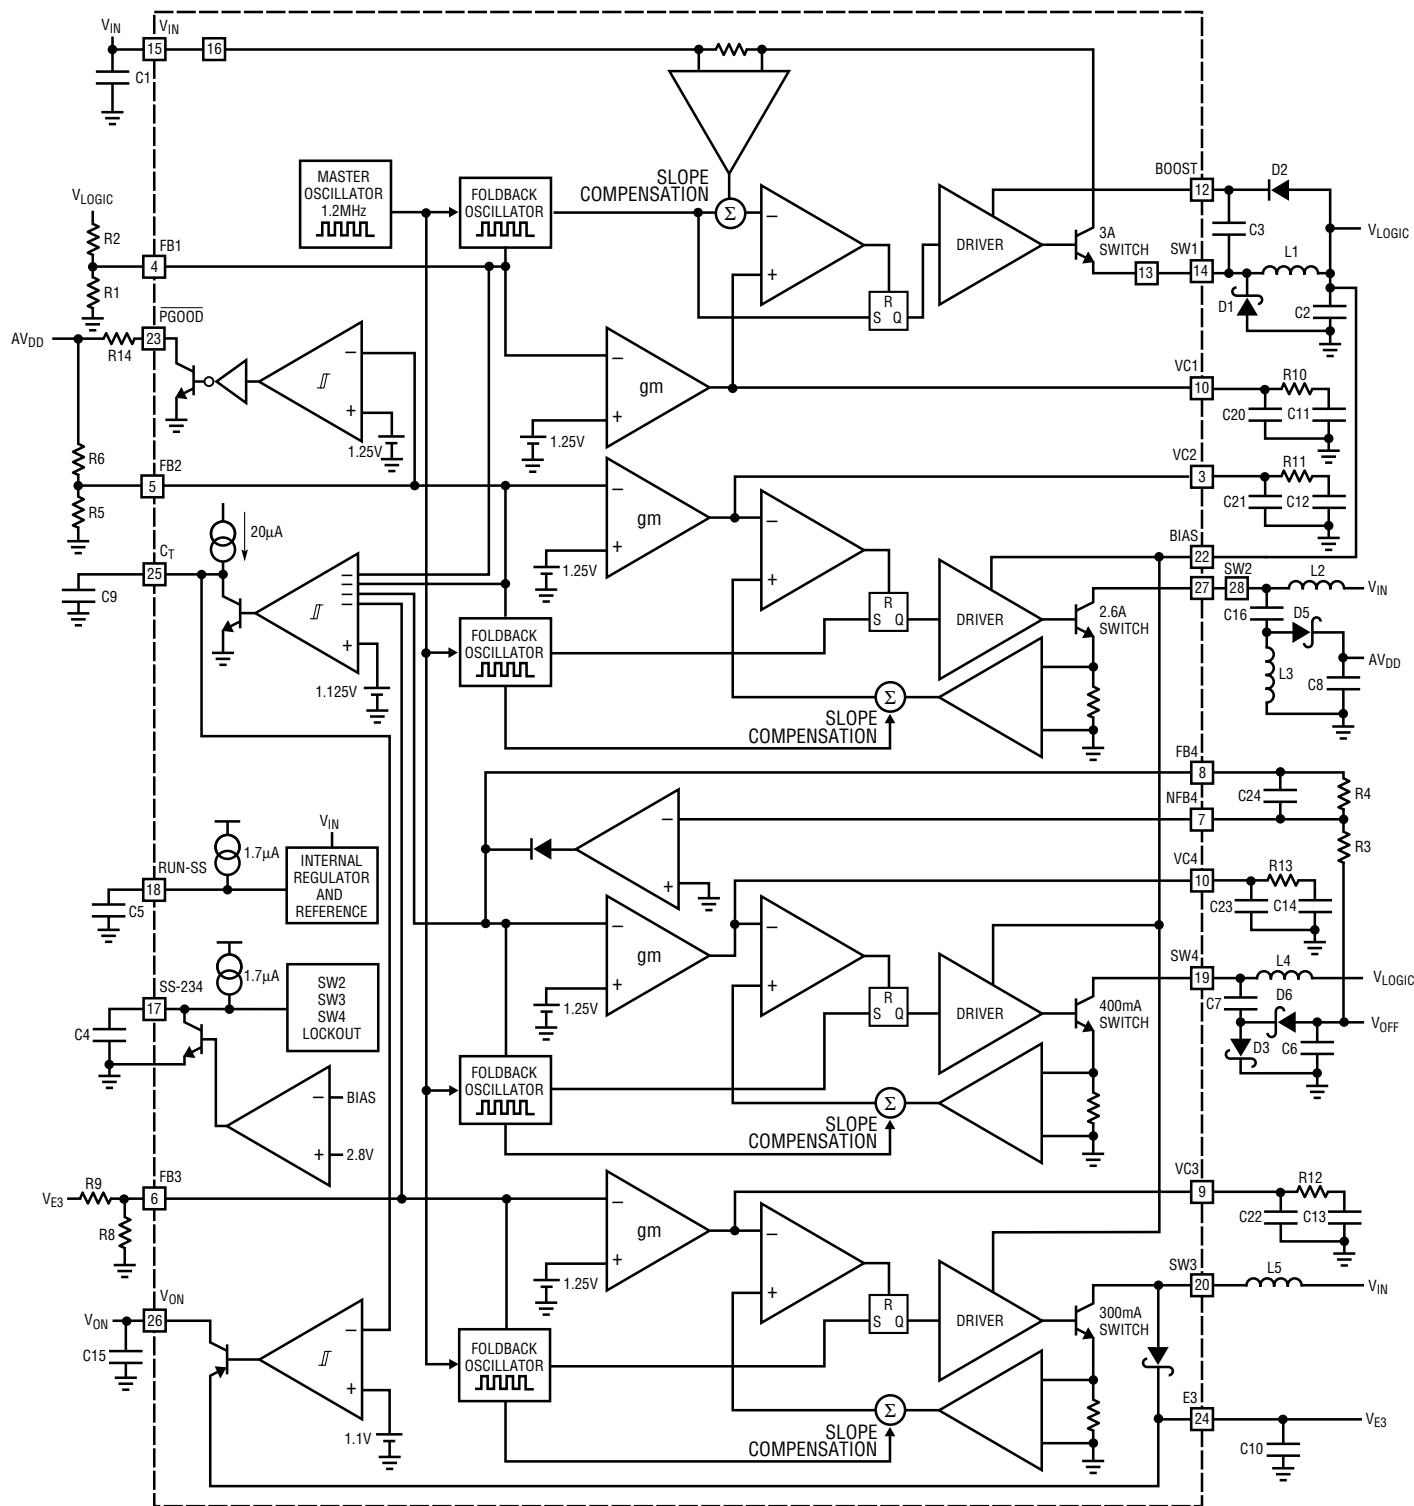 VIN
VIN
15
16
C1
MASTER
OSCILLATOR
1.2MHz
FOLDBACK
OSCILLATOR
SLOPE
COMPENSATION
Σ
−
+
R
S Q
DRIVER
3A
SWITCH
BOOST
12
D2
C3
VLOGIC
SW1
13
14
L1
D1
C2
VLOGIC
R2
FB1
4
R1
PGOOD
AVDD
R14
23
−
+
1.25V
−
gm
+
1.25V
VC1
10
R10
C20
C11
R6
FB2
5
R5
−
gm
+
1.25V
VC2
3
R11
C21
C12
−
+
R
S Q
DRIVER
2.6A
SWITCH
BIAS
22
SW2
27
28
L2
VIN
C16
D5
L3
AVDD
C8
20µA
CT
25
C9
−
−
−
−
+
1.125V
FOLDBACK
OSCILLATOR
Σ
SLOPE
COMPENSATION
FB4
8
C24
R4
NFB4
7
R3
−
+
VIN
1.7µA
INTERNAL
REGULATOR
AND
REFERENCE
RUN-SS
18
C5
−
gm
+
1.25V
VC4
10
R13
C23
C14
−
+
R
S Q
DRIVER
400mA
SWITCH
SW4
19
L4
VLOGIC
C7
D6
VOFF
D3
C6
1.7µA
SW2
SW3
SW4
LOCKOUT
SS-234
17
C4
− BIAS
+ 2.8V
FOLDBACK
OSCILLATOR
Σ
SLOPE
COMPENSATION
VE3
R9
FB3
6
R8
−
gm
+
1.25V
VC3
9
R12
C22
C13
−
+
R
S Q
DRIVER
300mA
SWITCH
SW3
20
L5
VIN
VON
VON
26
C15
−
+
1.1V
FOLDBACK
OSCILLATOR
Σ
SLOPE
COMPENSATION
E3
24
VE3
C10